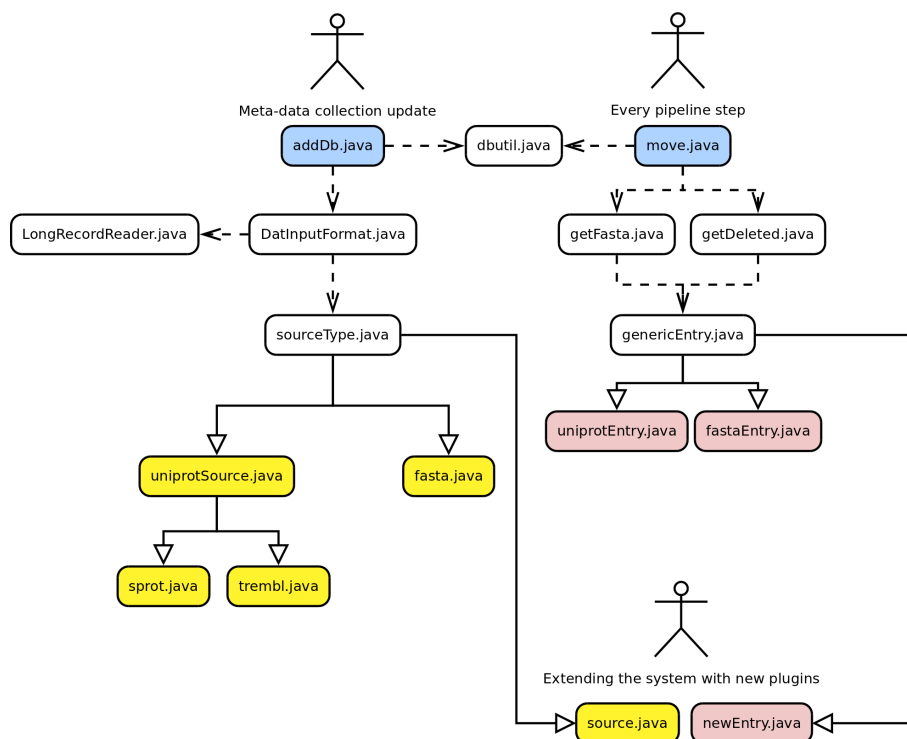 Meta-data collection update
Every pipeline step
addDb.java
dbutil.java
move.java
LongRecordReader.java
DatInputFormat.java
getFasta.java
getDeleted.java
sourceType.java
genericEntry.java
uniprotEntry.java
fastaEntry.java
uniprotSource.java
fasta.java
sprot.java
trembl.java
Extending the system with new plugins
source.java
newEntry.java